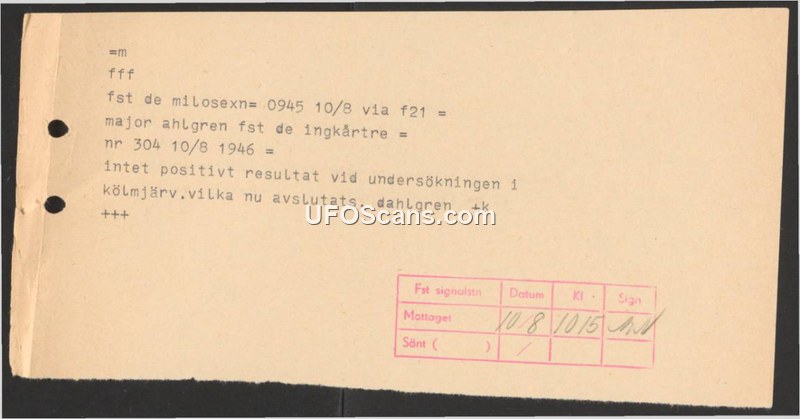 =m
fff
fst de milosexn= 0945 10/8 via f21 =
major ahlgren fst de ingkårtre =
nr 304 10/8 1946 =
intet positivt resultat vid undersökningen i
kölmjärv.vilka nu avslutats. dahlgren +k
+++
UFOScans.com
Fst signalstn Datum Kl Sign
Mottaget 10/8 1015
Sänt ( ) /